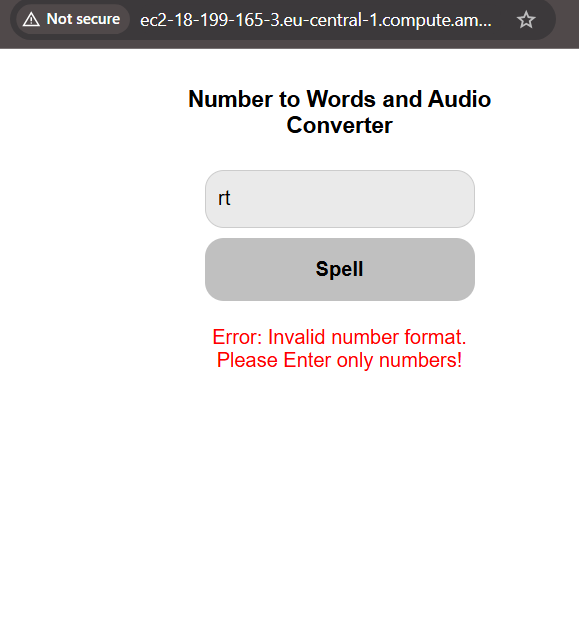 Not secure
ec2-18-199-165-3.eu-central-1.compute.am...
Number to Words and Audio
Converter
rt
Spell
Error: Invalid number format.
Please Enter only numbers!